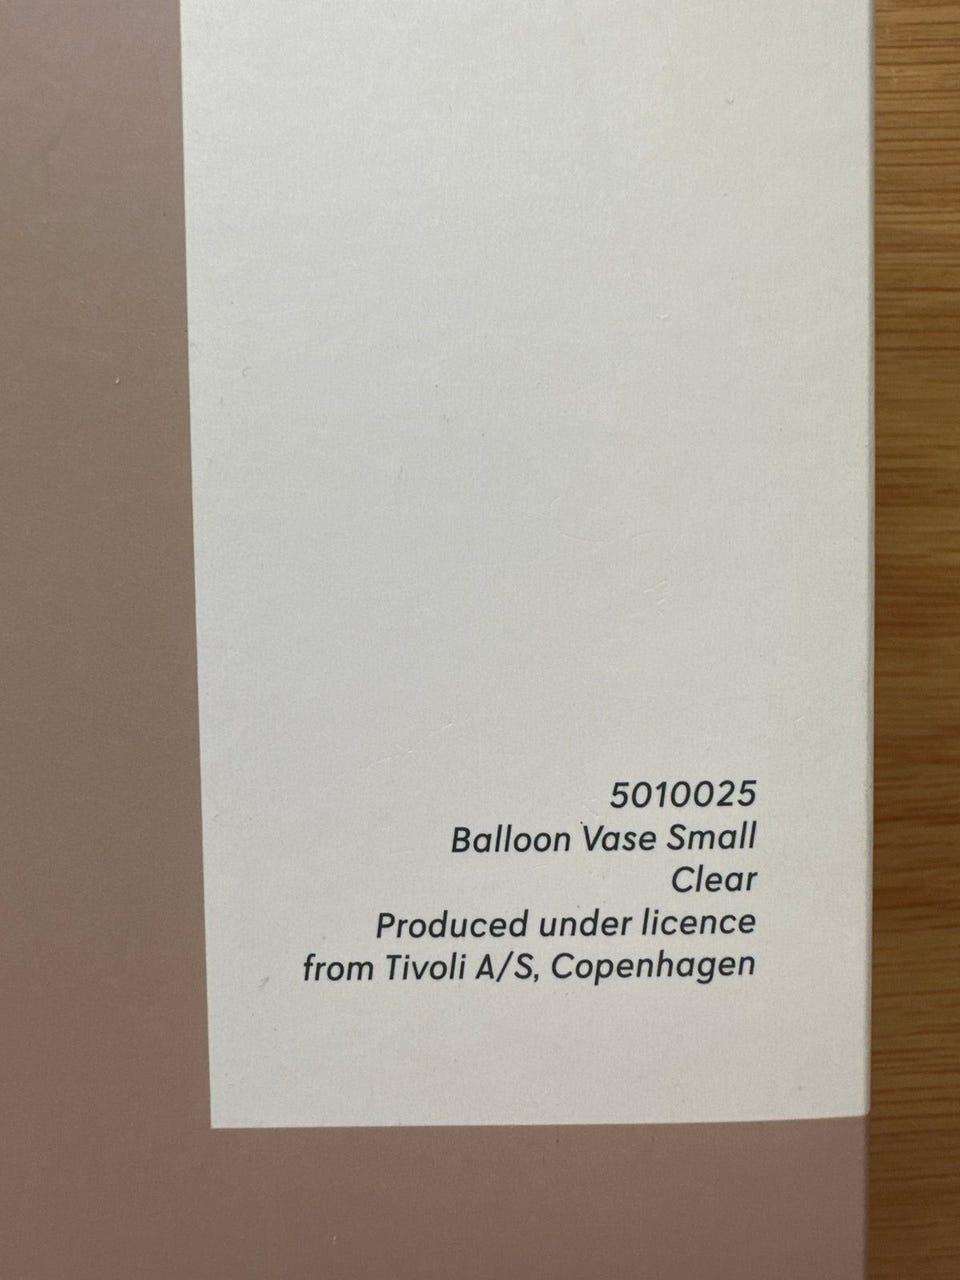 5010025
Balloon Vase Small
Clear
Produced under licence
from Tivoli A/S, Copenhagen